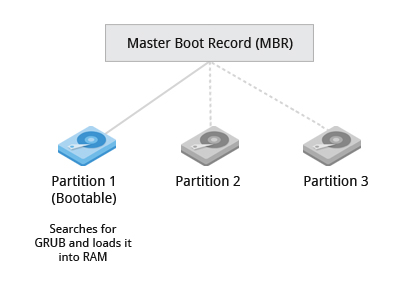 Master Boot Record (MBR)
Partition 1
(Bootable)
Partition 2
Partition 3
Searches for
GRUB and loads it
into RAM